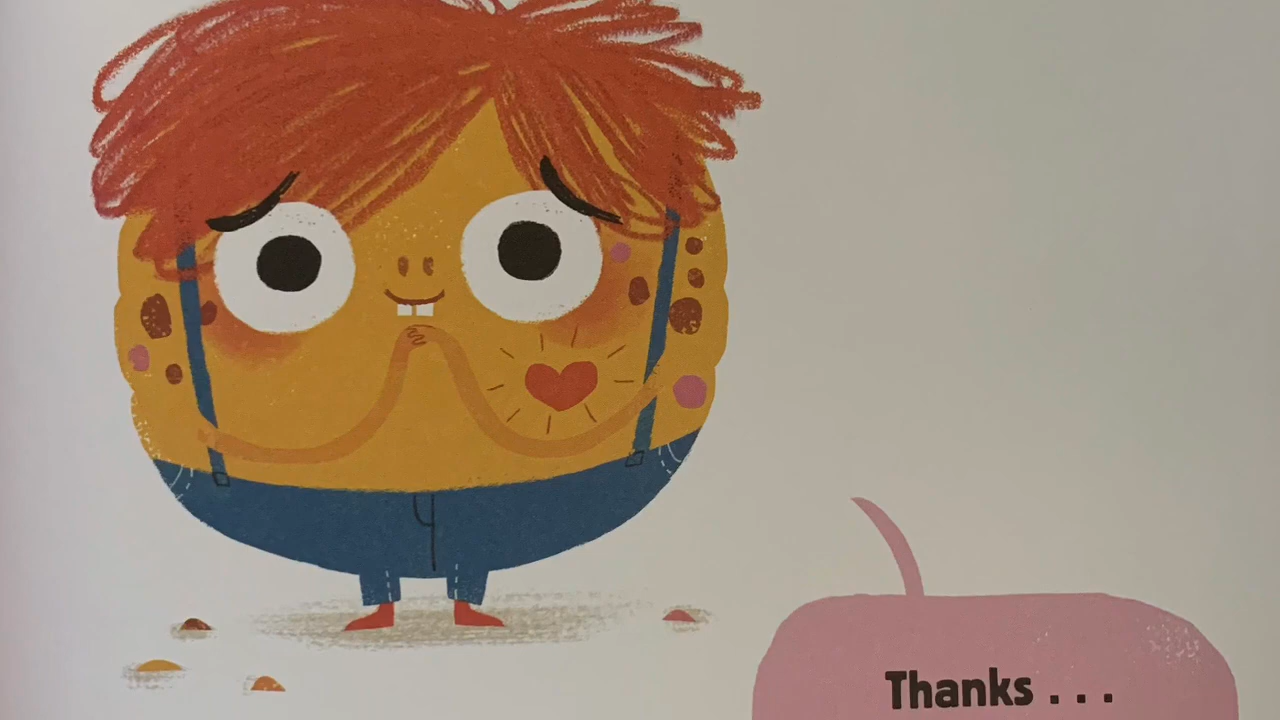 Thanks . . .